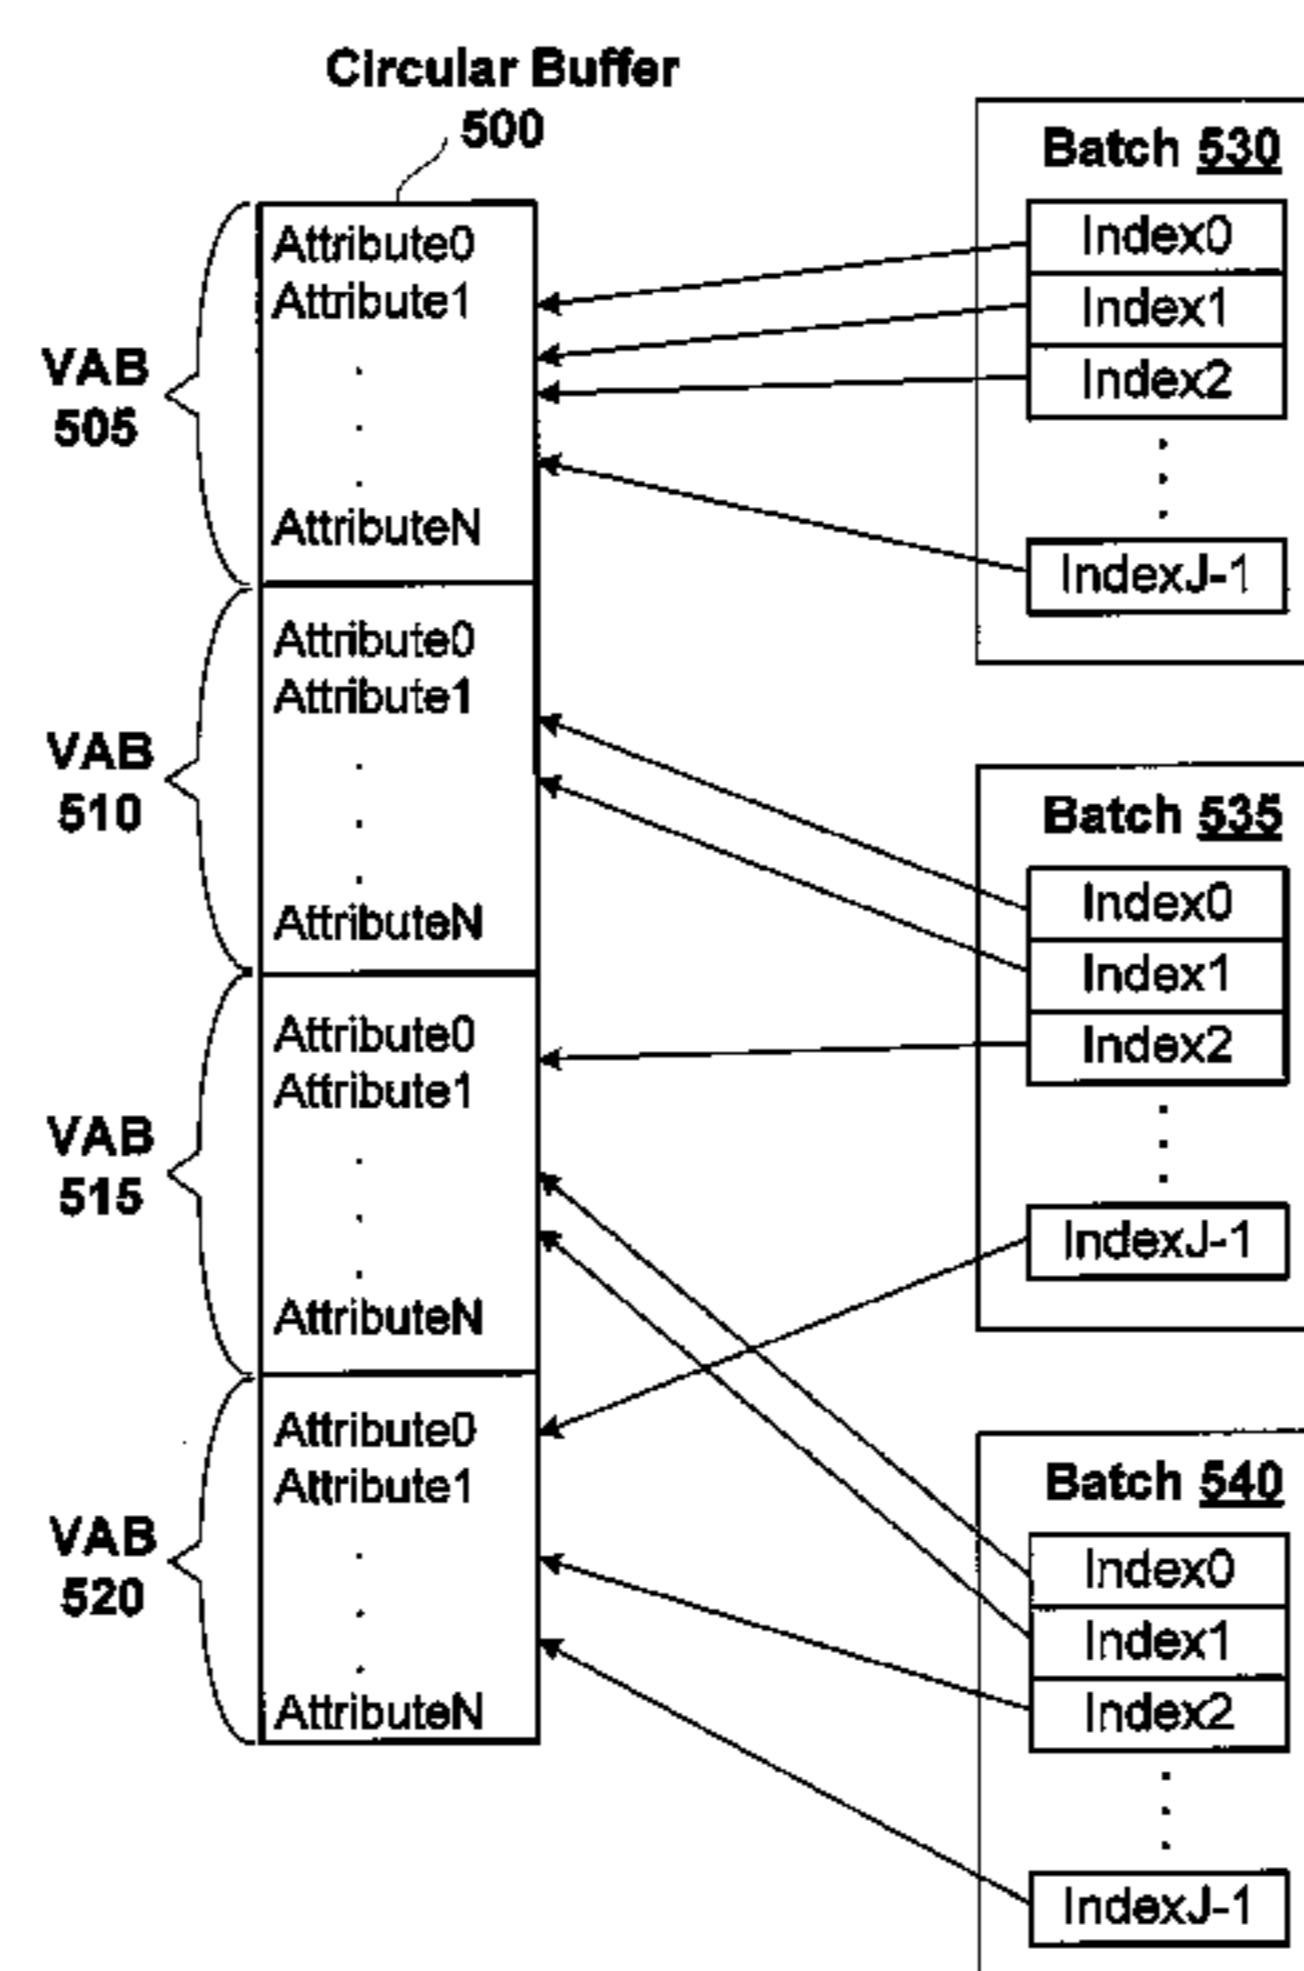 Circular Buffer
500
VAB
505
Attribute0
Attribute1
.
.
.
AttributeN
VAB
510
Attribute0
Attribute1
.
.
.
AttributeN
VAB
515
Attribute0
Attribute1
.
.
.
AttributeN
VAB
520
Attribute0
Attribute1
.
.
.
AttributeN
Batch 530
Index0
Index1
Index2
.
.
.
IndexJ-1
Batch 535
Index0
Index1
Index2
.
.
.
IndexJ-1
Batch 540
Index0
Index1
Index2
.
.
.
IndexJ-1